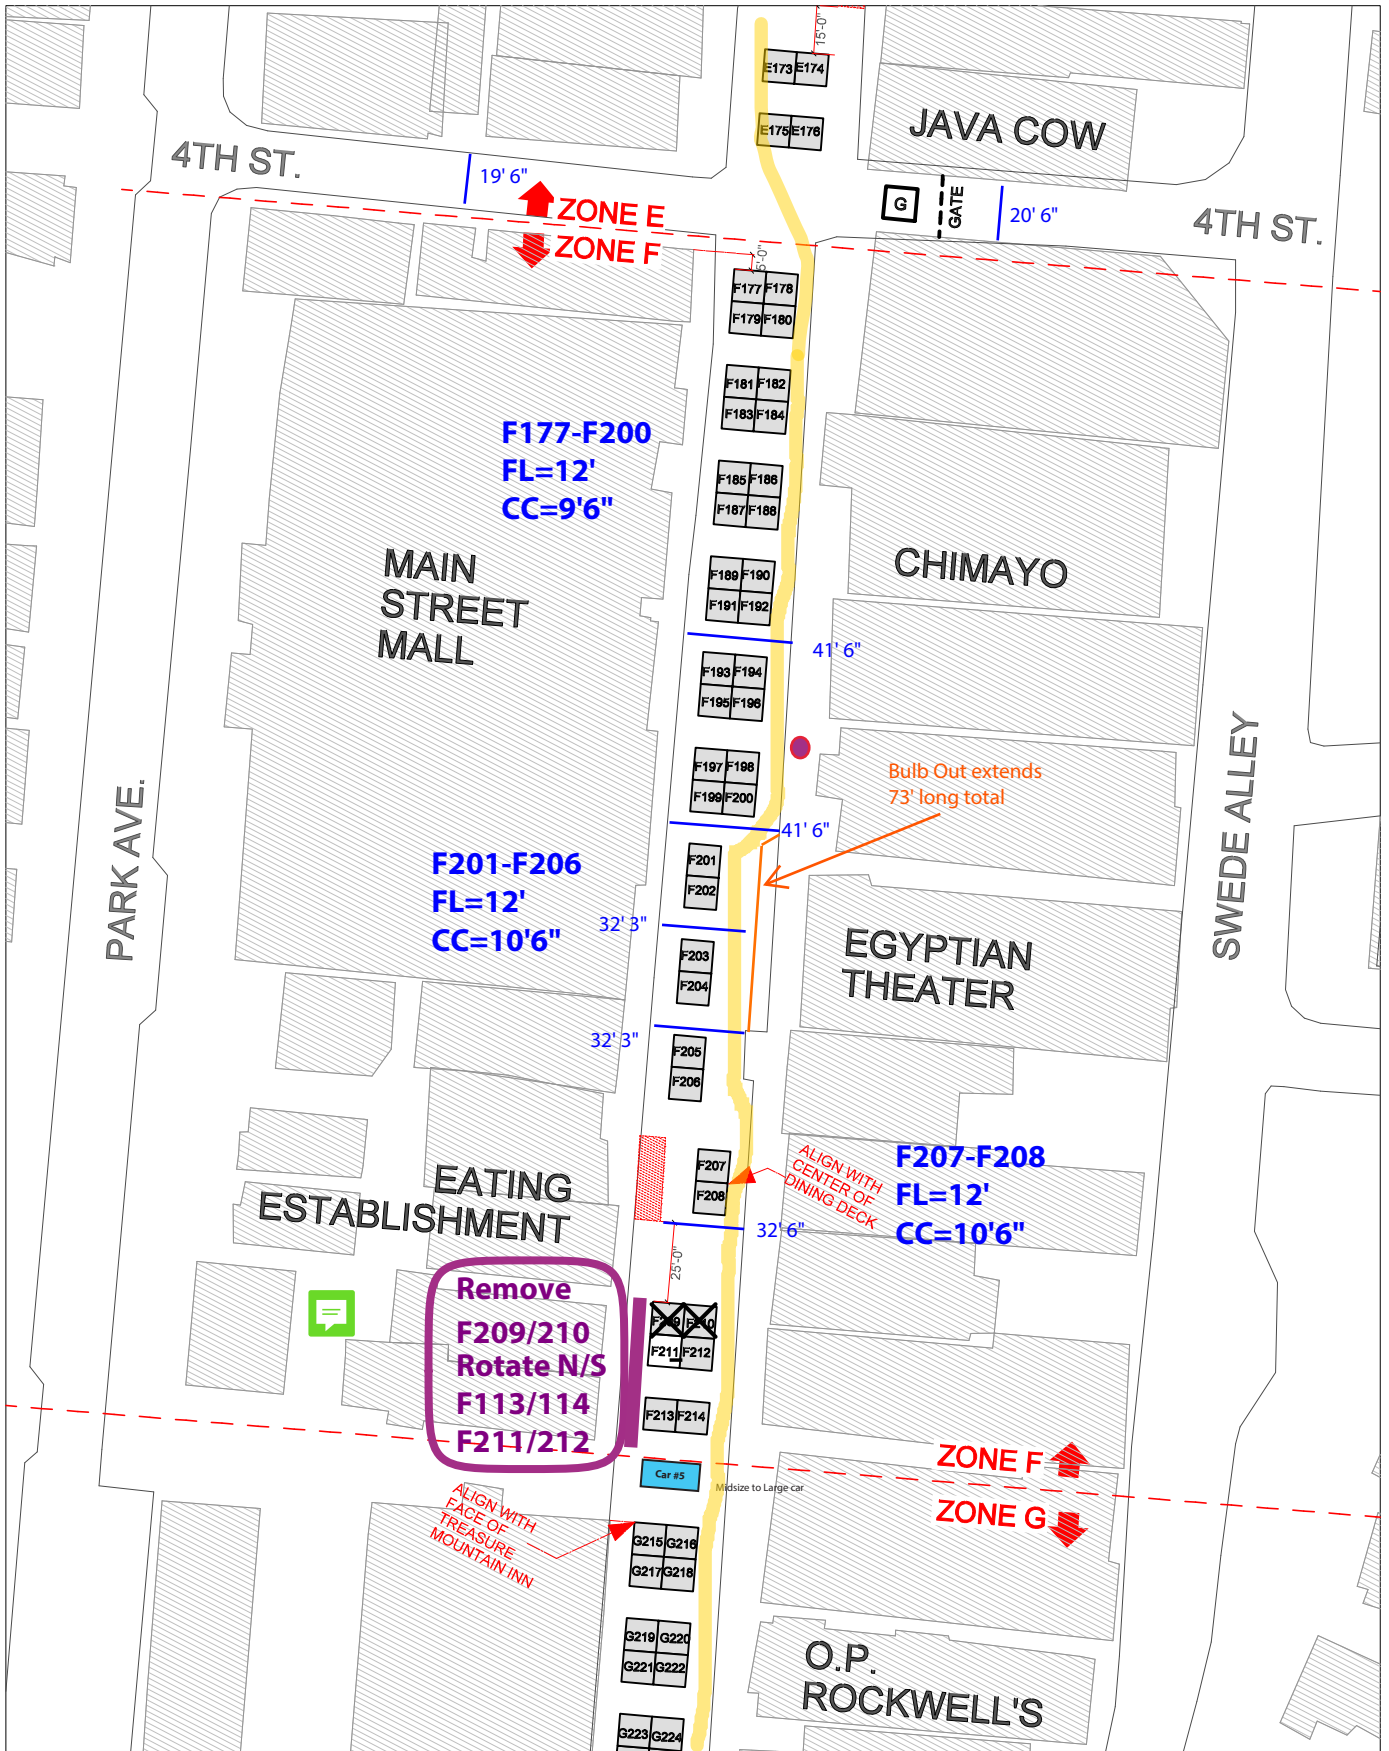 15'-0"
E173 E174
E175 E176
JAVA COW
4TH ST.
19' 6"
G
GATE
20' 6"
4TH ST.
ZONE E
ZONE F
5'-0"
F177 F178
F179 F180
F181 F182
F183 F184
F177-F200
FL=12'
CC=9'6"
F185 F186
F187 F188
MAIN
STREET
MALL
CHIMAYO
F189 F190
F191 F192
41' 6"
F193 F194
F195 F196
F197 F198
F199 F200
Bulb Out extends
73' long total
SWEDE ALLEY
PARK AVE.
41' 6"
F201-F206
FL=12'
CC=10'6"
F201
F202
32' 3"
EGYPTIAN
THEATER
F203
F204
32' 3"
F205
F206
F207
F208
ALIGN WITH
CENTER OF
DINING DECK
F207-F208
FL=12'
CC=10'6"
EATING
ESTABLISHMENT
32' 6"
25'-0"
Remove
F209/210
Rotate N/S
F113/114
F211/212
F211 F212
F213 F214
ZONE F
Car #5
Midsize to Large car
ZONE G
ALIGN WITH
FACE OF
TREASURE
MOUNTAIN INN
G215 G216
G217 G218
G219 G220
G221 G222
O.P.
ROCKWELL'S
G223 G224